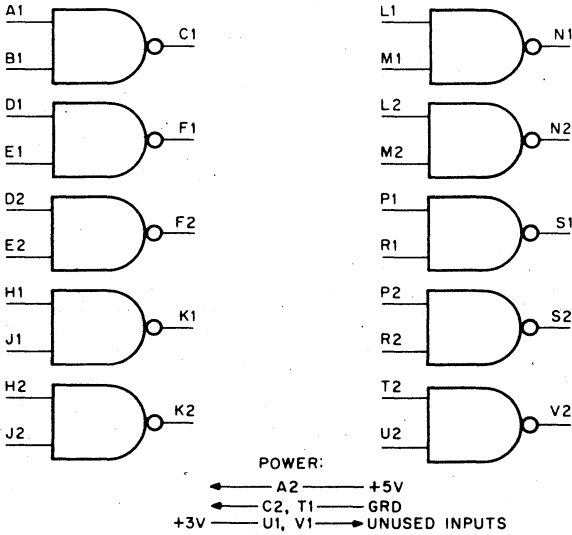 A1
C1
B1
D1
F1
E1
D2
F2
E2
H1
K1
J1
H2
K2
J2
L1
N1
M1
L2
N2
M2
P1
S1
R1
P2
S2
R2
T2
V2
U2
POWER:
A2 +5V
C2, T1 GRD
+3V U1, V1 UNUSED INPUTS